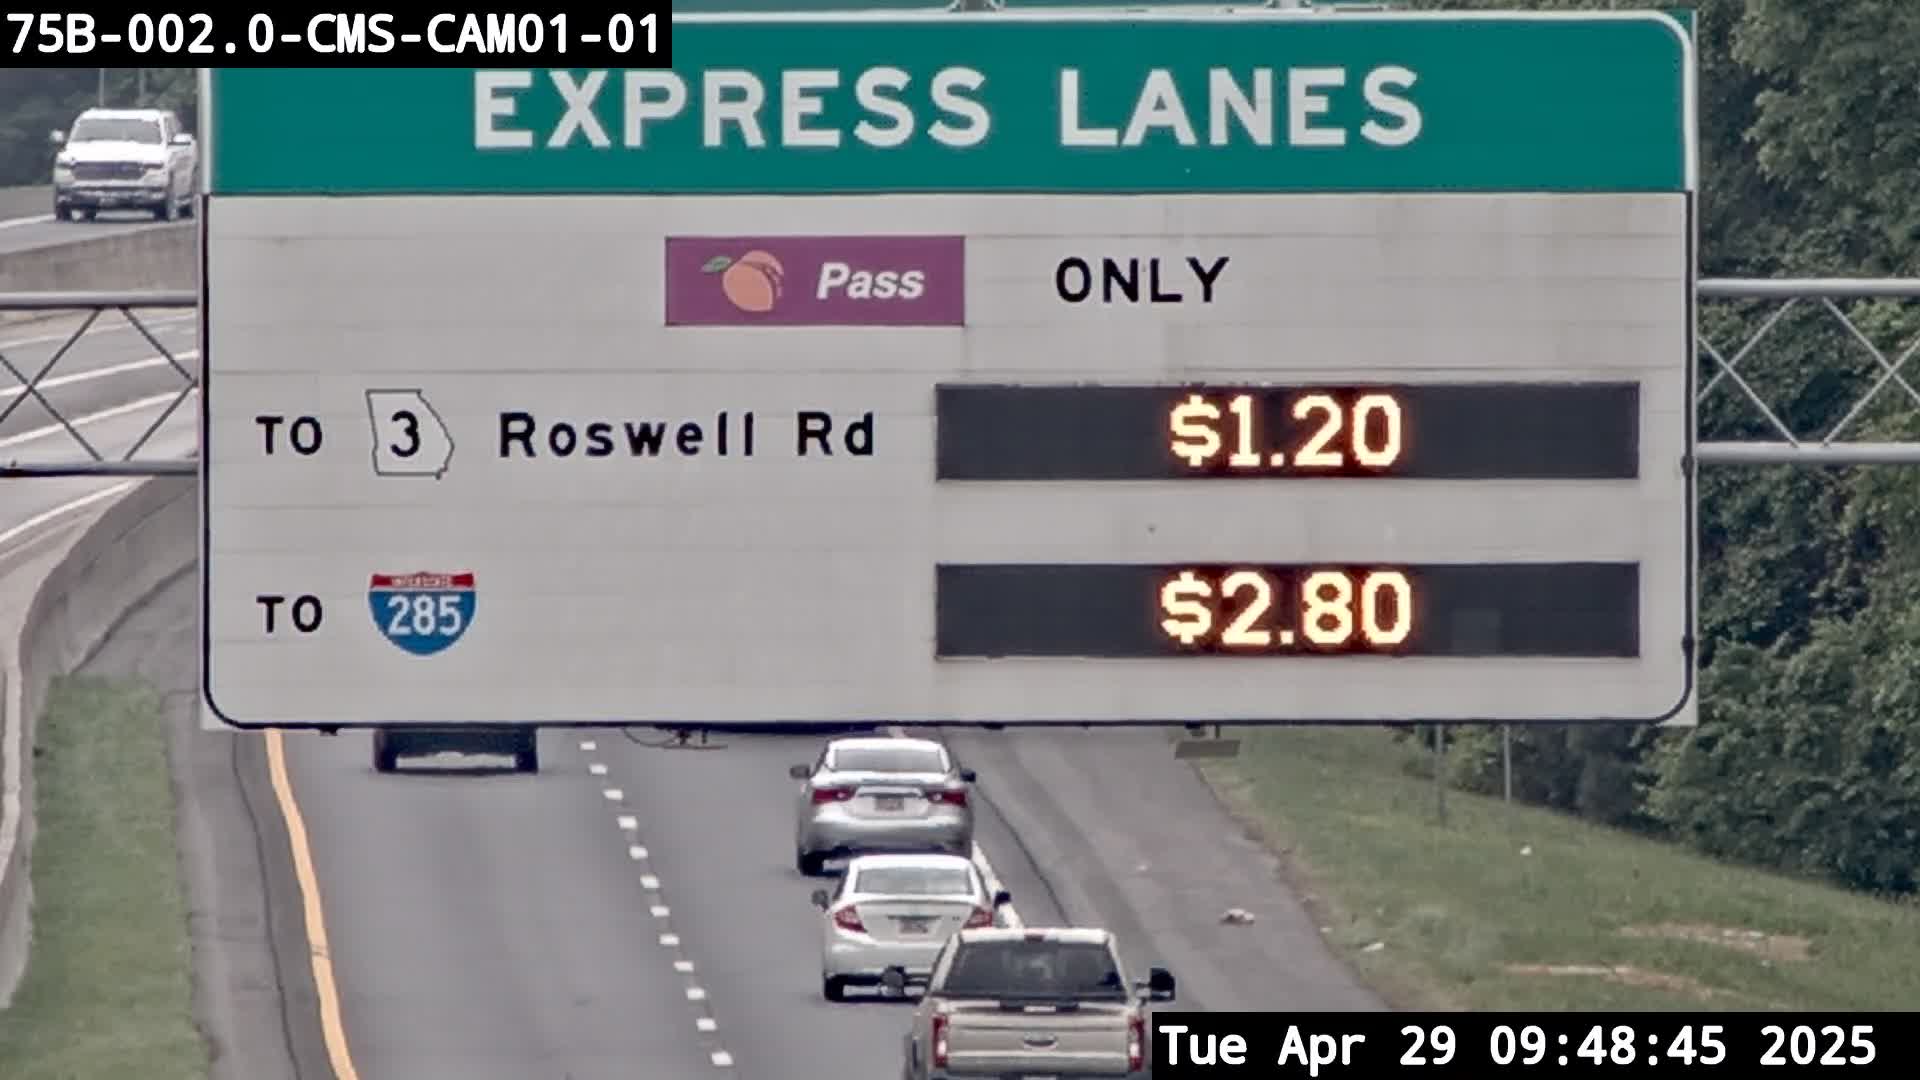 75B-002.0-CMS-CAM01-01
EXPRESS LANES
Pass ONLY
TO 3 Roswell Rd $1.20
INTERSTATE
TO 285 $2.80
Tue Apr 29 09:48:45 2025